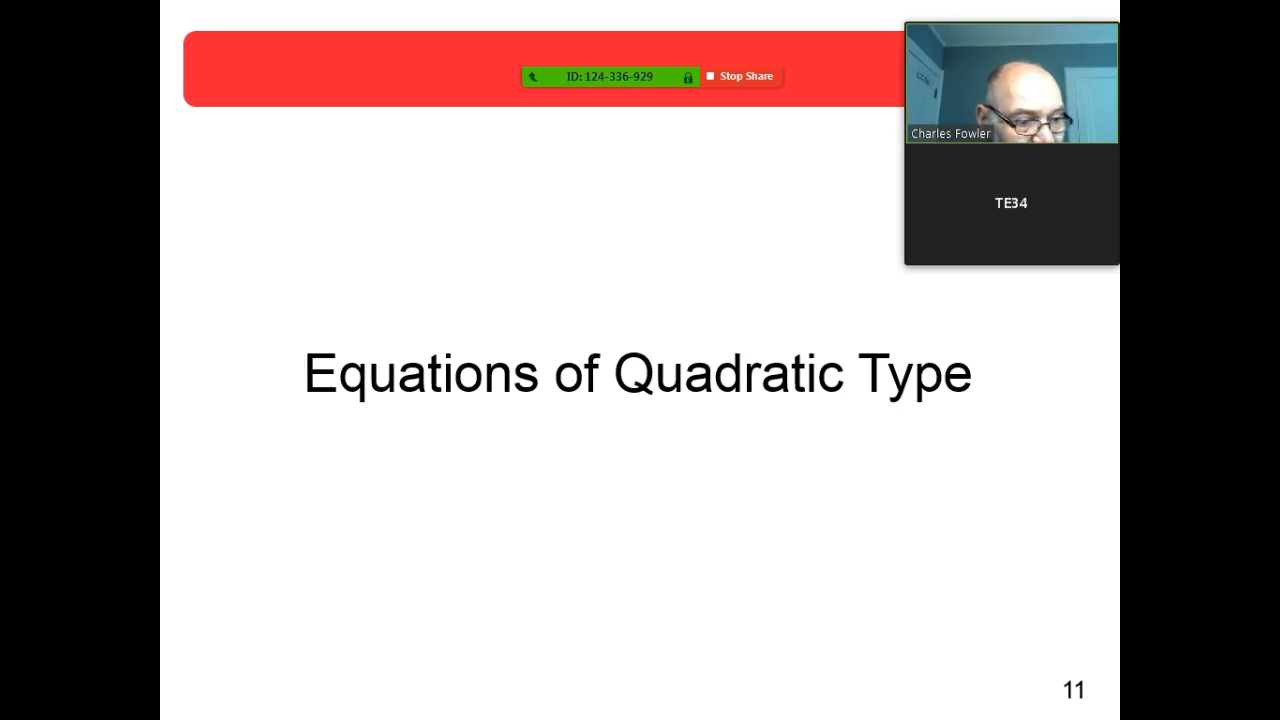 ID: 124-336-929
Stop Share
Charles Fowler
TE34
Equations of Quadratic Type
11